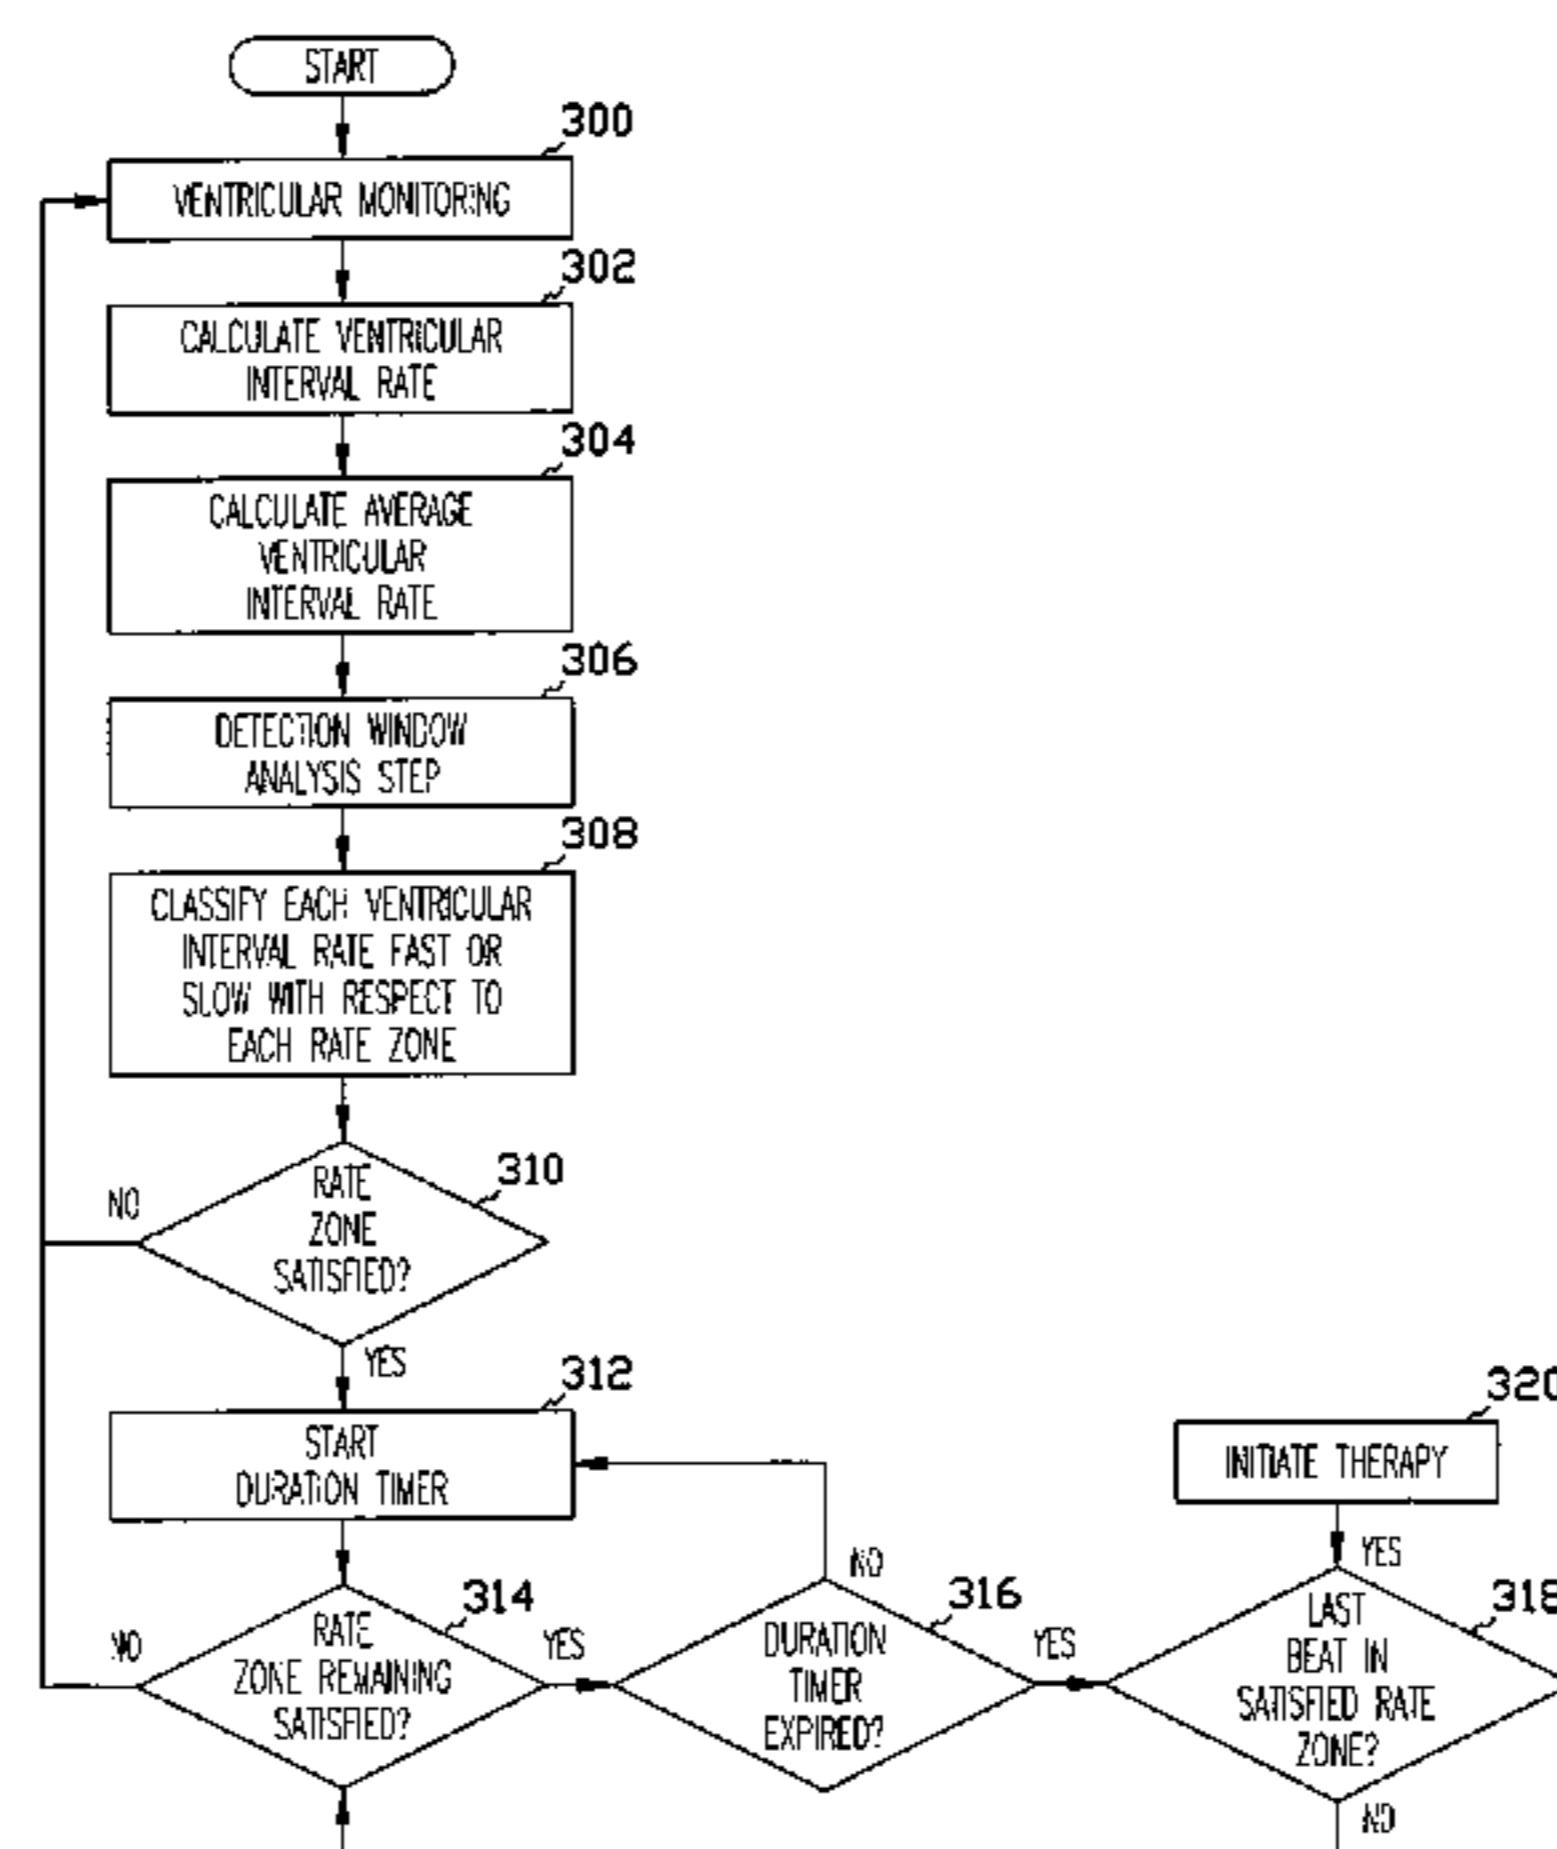 START
300
VENTRICULAR MONITORING
302
CALCULATE VENTRICULAR
INTERVAL RATE
304
CALCULATE AVERAGE
VENTRICULAR
INTERVAL RATE
306
DETECTION WINDOW
ANALYSIS STEP
308
CLASSIFY EACH VENTRICULAR
INTERVAL RATE FAST OR
SLOW WITH RESPECT TO
EACH RATE ZONE
310
RATE
ZONE
SATISFIED?
NO
YES
312
START
DURATION TIMER
314
RATE
ZONE REMAINING
SATISFIED?
NO
YES
316
DURATION
TIMER
EXPIRED?
NO
YES
320
INITIATE THERAPY
YES
318
LAST
BEAT IN
SATISFIED RATE
ZONE?
NO